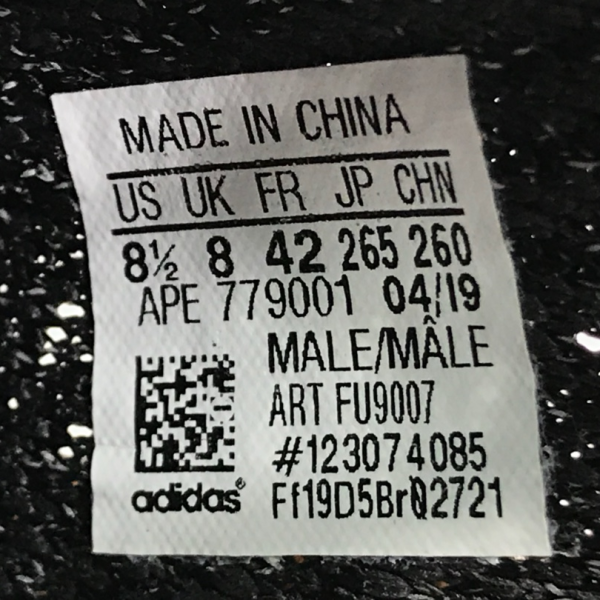 MADE IN CHINA
US UK FR JP CHN
8½ 8 42 265 260
APE 779001 04/19
MALE/MÂLE
ART FU9007
#123074085
adidas® Ff19D5Br02721